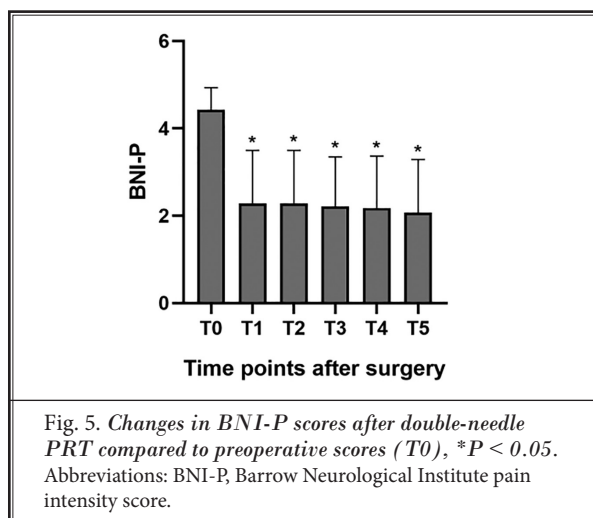 6
4
2
0
BNI-P
* * * * *
T0 T1 T2 T3 T4 T5
Time points after surgery
Fig. 5. Changes in BNI-P scores after double-needle
PRT compared to preoperative scores (T0), *P < 0.05.
Abbreviations: BNI-P, Barrow Neurological Institute pain
intensity score.